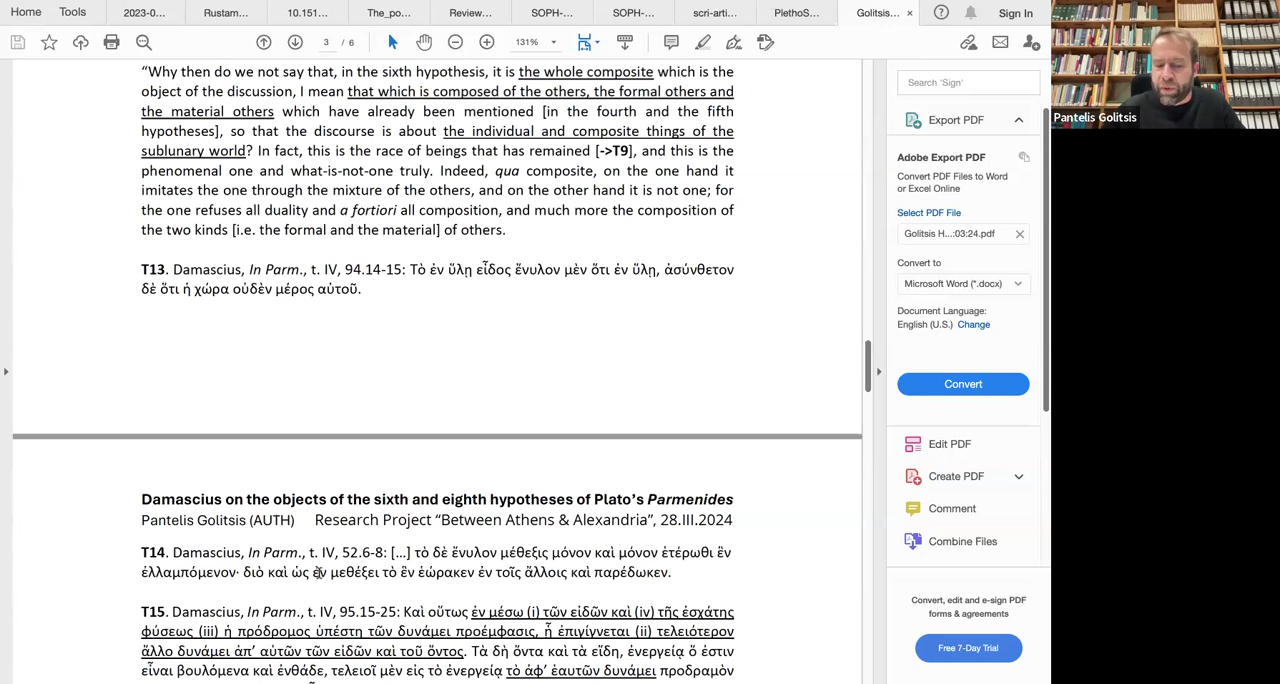 Home
Tools
2023-0...
Rustam...
10.151...
The_po...
Review...
SOPH-...
SOPH-...
scri-arti...
PlethoS...
Golitsis... ×
Sign In
3 / 6
131%
“Why then do we not say that, in the sixth hypothesis, it is the whole composite which is the
object of the discussion, I mean that which is composed of the others, the formal others and
the material others which have already been mentioned [in the fourth and the fifth
hypotheses], so that the discourse is about the individual and composite things of the
sublunary world? In fact, this is the race of beings that has remained [->T9], and this is the
phenomenal one and what-is-not-one truly. Indeed, qua composite, on the one hand it
imitates the one through the mixture of the others, and on the other hand it is not one; for
the one refuses all duality and a fortiori all composition, and much more the composition of
the two kinds [i.e. the formal and the material] of others.
T13. Damascius, In Parm., t. IV, 94.14-15: Τὸ ἐν ὕλῃ εἶδος ἔνυλον μὲν ὅτι ἐν ὕλῃ, ἀσύνθετον
δὲ ὅτι ἡ χώρα οὐδὲν μέρος αὐτοῦ.
Damascius on the objects of the sixth and eighth hypotheses of Plato’s Parmenides
Pantelis Golitsis (AUTH) Research Project “Between Athens & Alexandria”, 28.III.2024
T14. Damascius, In Parm., t. IV, 52.6-8: [...] τὸ δὲ ἔνυλον μέθεξις μόνον καὶ μόνον ἑτέρωθι ἓν
ἐλλαμπόμενον· διὸ καὶ ὡς ἐν μεθέξει τὸ ἓν ἑώρακεν ἐν τοῖς ἄλλοις καὶ παρέδωκεν.
T15. Damascius, In Parm., t. IV, 95.15-25: Καὶ οὕτως ἐν μέσω (i) τῶν εἰδῶν καὶ (iv) τῆς ἐσχάτης
φύσεως (iii) ἡ πρόδρομος ὑπέστη τῶν δυνάμει προέμφασις, ᾗ ἐπιγίγνεται (ii) τελειότερον
ἄλλο δυνάμει ἀπ’ αὐτῶν τῶν εἰδῶν καὶ τοῦ ὄντος. Τὰ δὴ ὄντα καὶ τὰ εἴδη, ἐνεργείᾳ ὅ ἐστιν
εἶναι βουλόμενα καὶ ἐνθάδε, τελειοῖ μὲν εἰς τὸ ἐνεργείᾳ τὸ ἀφ’ ἑαυτῶν δυνάμει προδραμὸν
Search 'Sign'
Export PDF
Adobe Export PDF
Convert PDF Files to Word
or Excel Online
Select PDF File
Golitsis H...:03:24.pdf
Convert to
Microsoft Word (*.docx)
Document Language:
English (U.S.) Change
Convert
Edit PDF
Create PDF
Comment
Combine Files
Convert, edit and e-sign PDF
forms & agreements
Free 7-Day Trial
Pantelis Golitsis